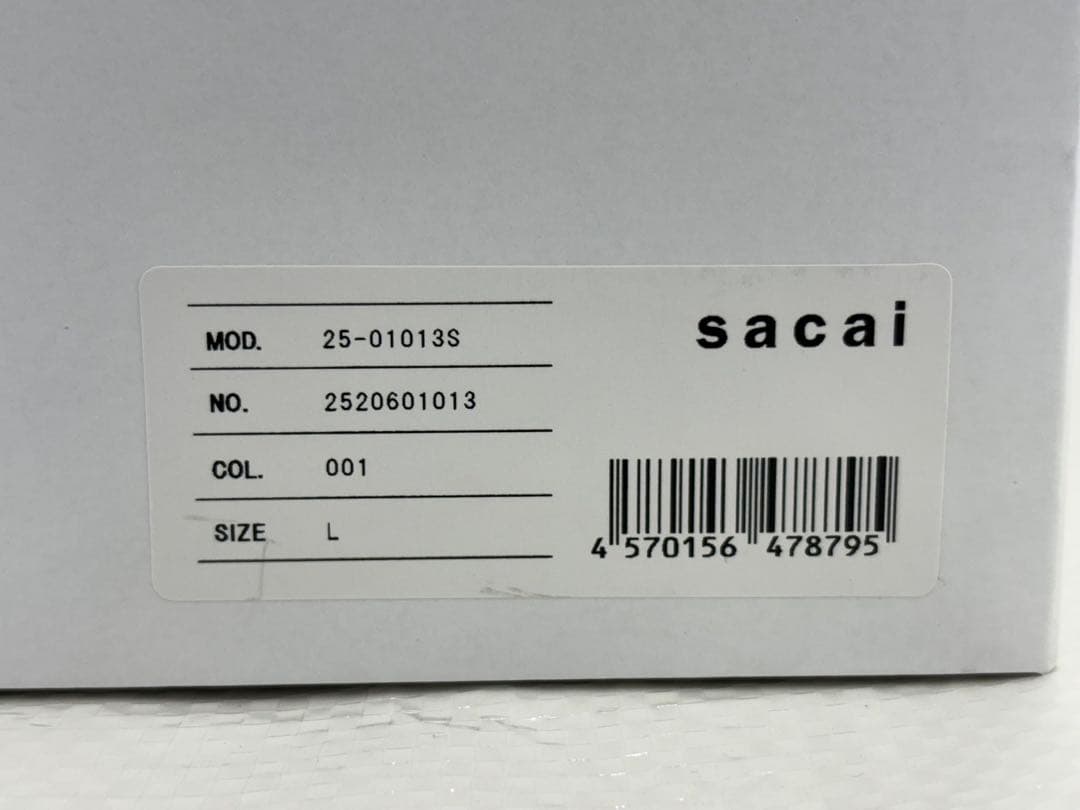 MOD. 25-01013S
NO. 2520601013
COL. 001
SIZE L
sacai
4 570156 478795